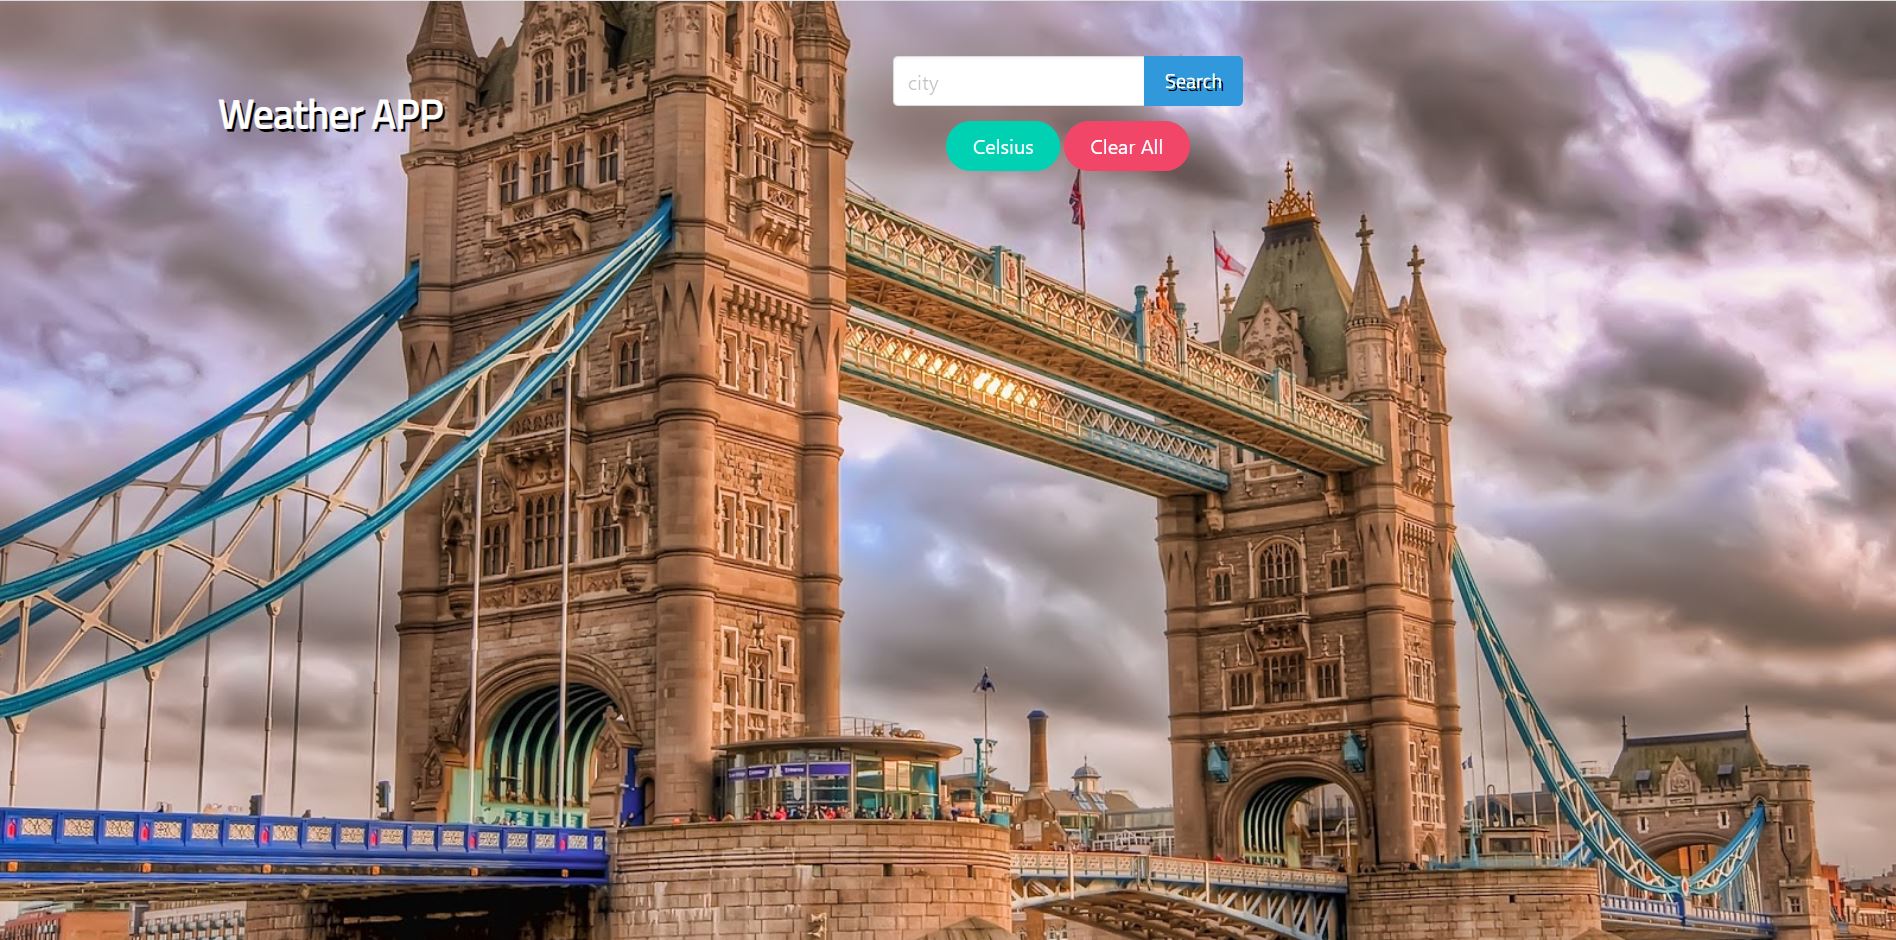 Weather APP
city
Search
Celsius
Clear All